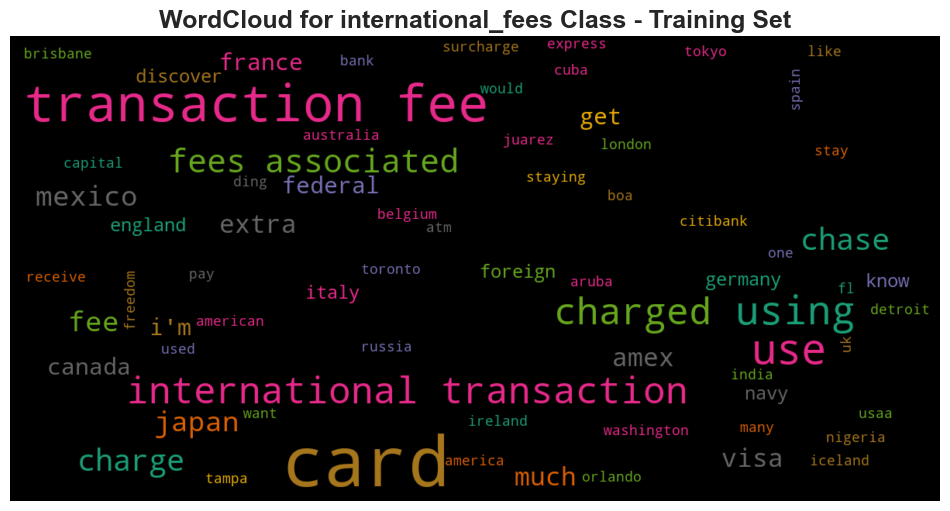 WordCloud for international_fees Class - Training Set
brisbane
france
bank
surcharge
express
tokyo
like
discover
cuba
spain
would
transaction fee
get
australia
juarez
london
stay
capital
fees associated
ding
federal
staying
mexico
boa
extra
belgium
atm
citibank
england
chase
one
receive
freedom
pay
toronto
foreign
aruba
germany
fl
know
italy
charged
using
detroit
fee
i'm
american
used
russia
amex
use
uk
canada
india
navy
international transaction
japan
want
ireland
washington
many
usaa
nigeria
charge
card
america
visa
iceland
tampa
much
orlando